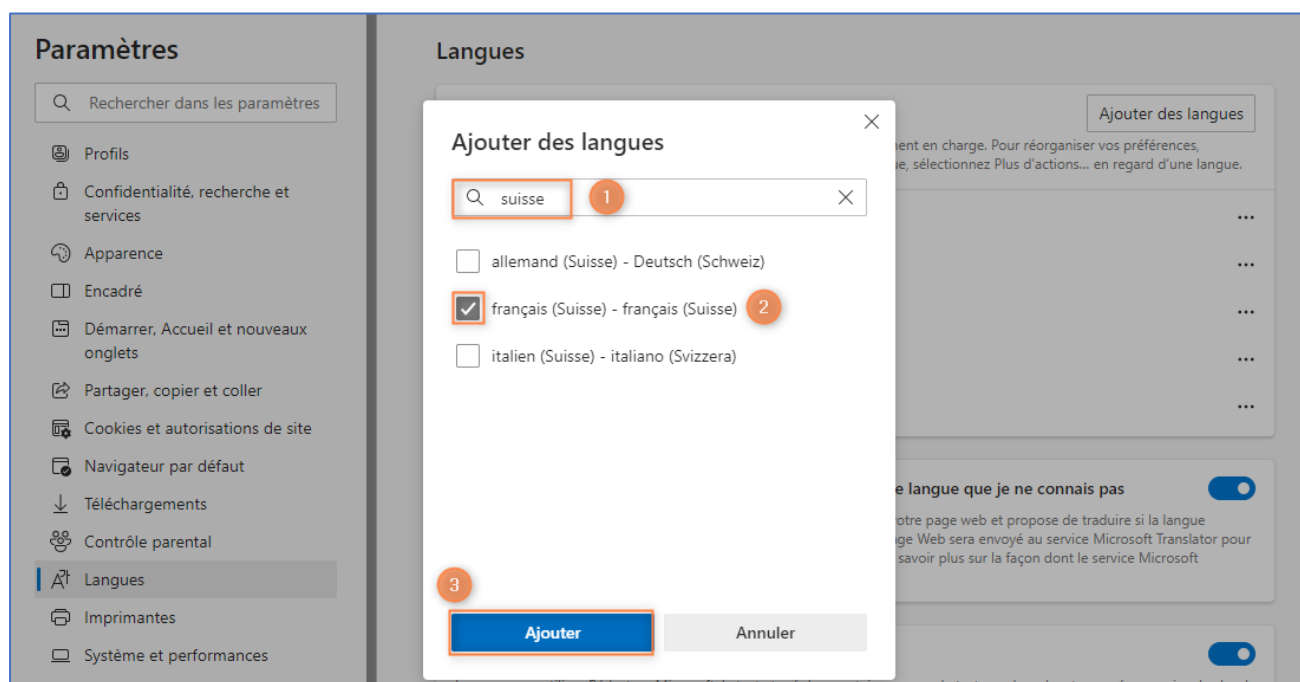 Paramètres
Rechercher dans les paramètres
Profils
Confidentialité, recherche et
services
Apparence
Encadré
Démarrer, Accueil et nouveaux
onglets
Partager, copier et coller
Cookies et autorisations de site
Navigateur par défaut
Téléchargements
Contrôle parental
Langues
Imprimantes
Système et performances
Langues
Ajouter des langues
en charge. Pour réorganiser vos préférences,
sélectionnez Plus d'actions... en regard d'une langue.
...
...
...
...
...
langue que je ne connais pas
page web et propose de traduire si la langue
Web sera envoyé au service Microsoft Translator pour
savoir plus sur la façon dont le service Microsoft
Ajouter des langues
suisse
1
allemand (Suisse) - Deutsch (Schweiz)
français (Suisse) - français (Suisse)
2
italien (Suisse) - italiano (Svizzera)
3
Ajouter
Annuler